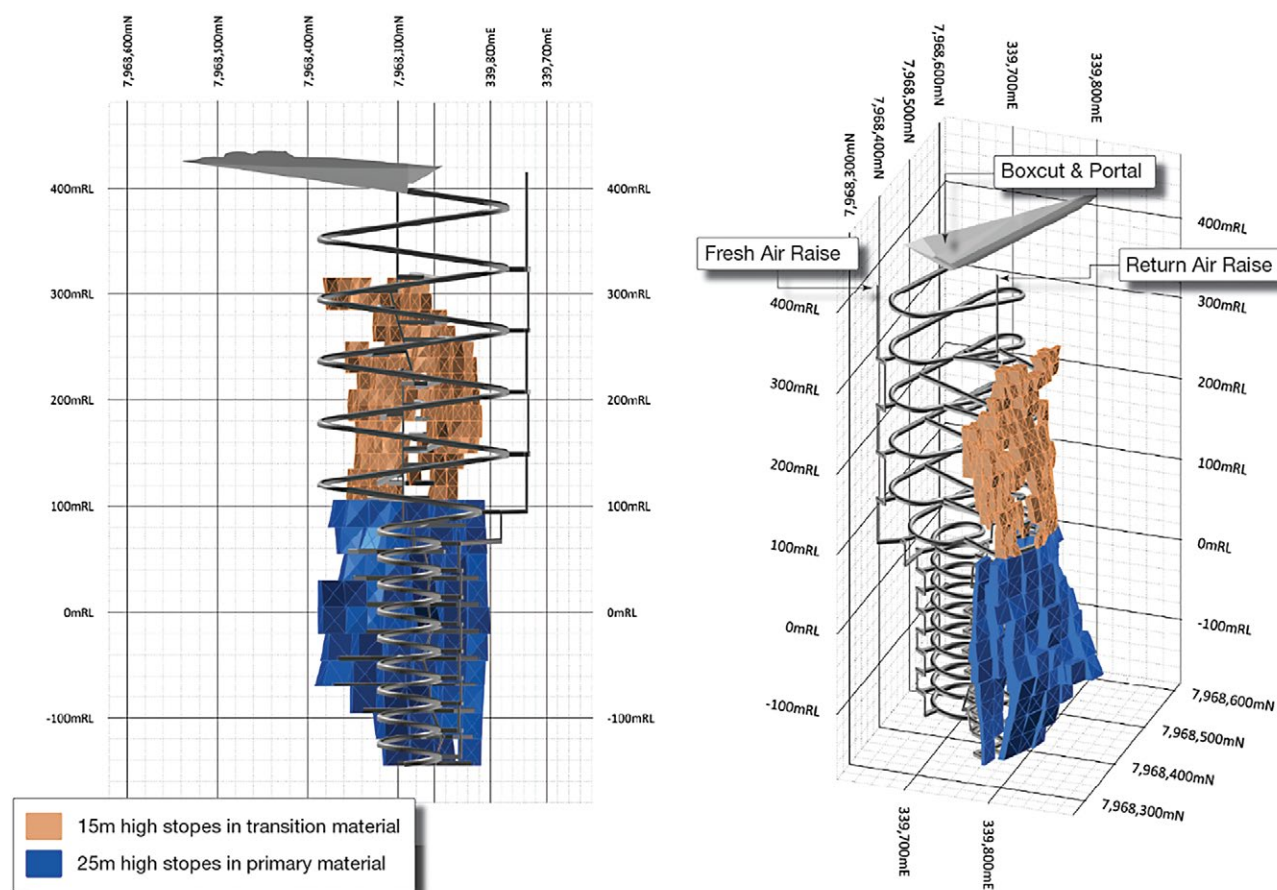 7,968,600mN
7,968,500mN
7,968,400mN
7,968,300mN
339,800mE
339,700mE
400mRL
400mRL
300mRL
300mRL
200mRL
200mRL
100mRL
100mRL
0mRL
0mRL
-100mRL
-100mRL
15m high stopes in transition material
25m high stopes in primary material
7,968,300mN
7,968,400mN
7,968,500mN
7,968,600mN
339,700mE
339,800mE
Boxcut & Portal
Fresh Air Raise
Return Air Raise
400mRL
300mRL
200mRL
100mRL
0mRL
-100mRL
400mRL
300mRL
200mRL
100mRL
0mRL
-100mRL
7,968,600mN
7,968,500mN
7,968,400mN
7,968,300mN
339,700mE
339,800mE